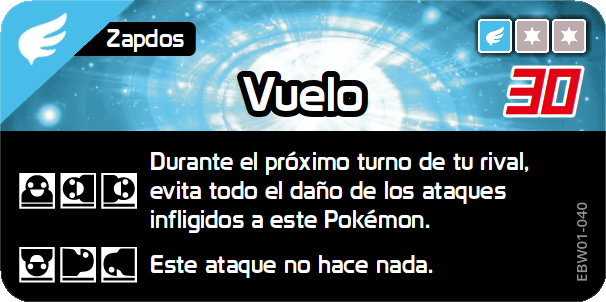 Zapdos
Vuelo
30
Durante el próximo turno de tu rival,
evita todo el daño de los ataques
infligidos a este Pokémon.
Este ataque no hace nada.
EBW01-040